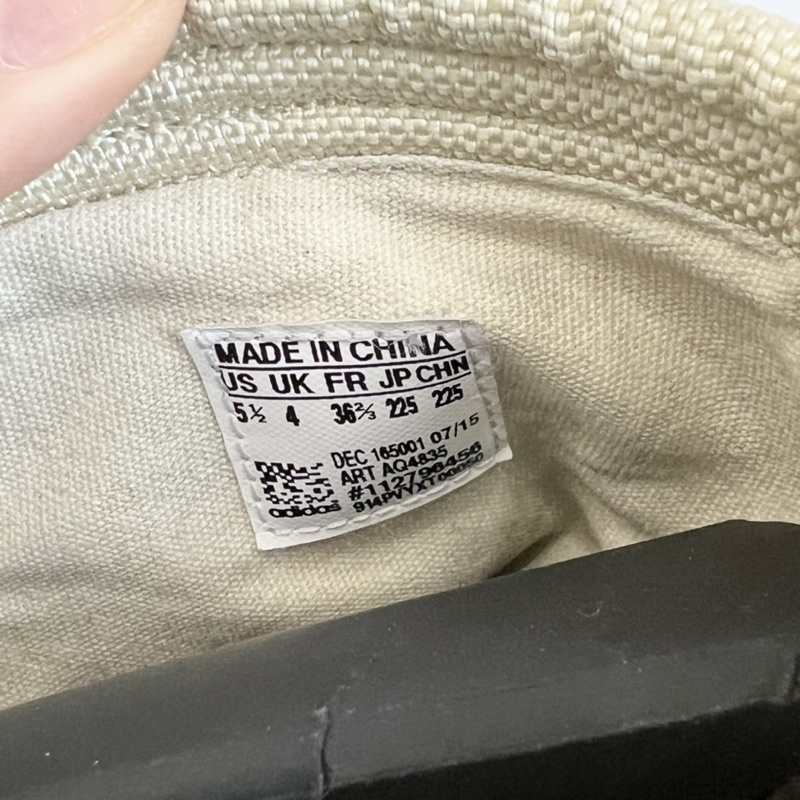 MADE IN CHINA
US UK FR JP CHN
5½ 4 36⅔ 225 225
DEC 165001 07/15
ART AQ4835
#112796456
adidas